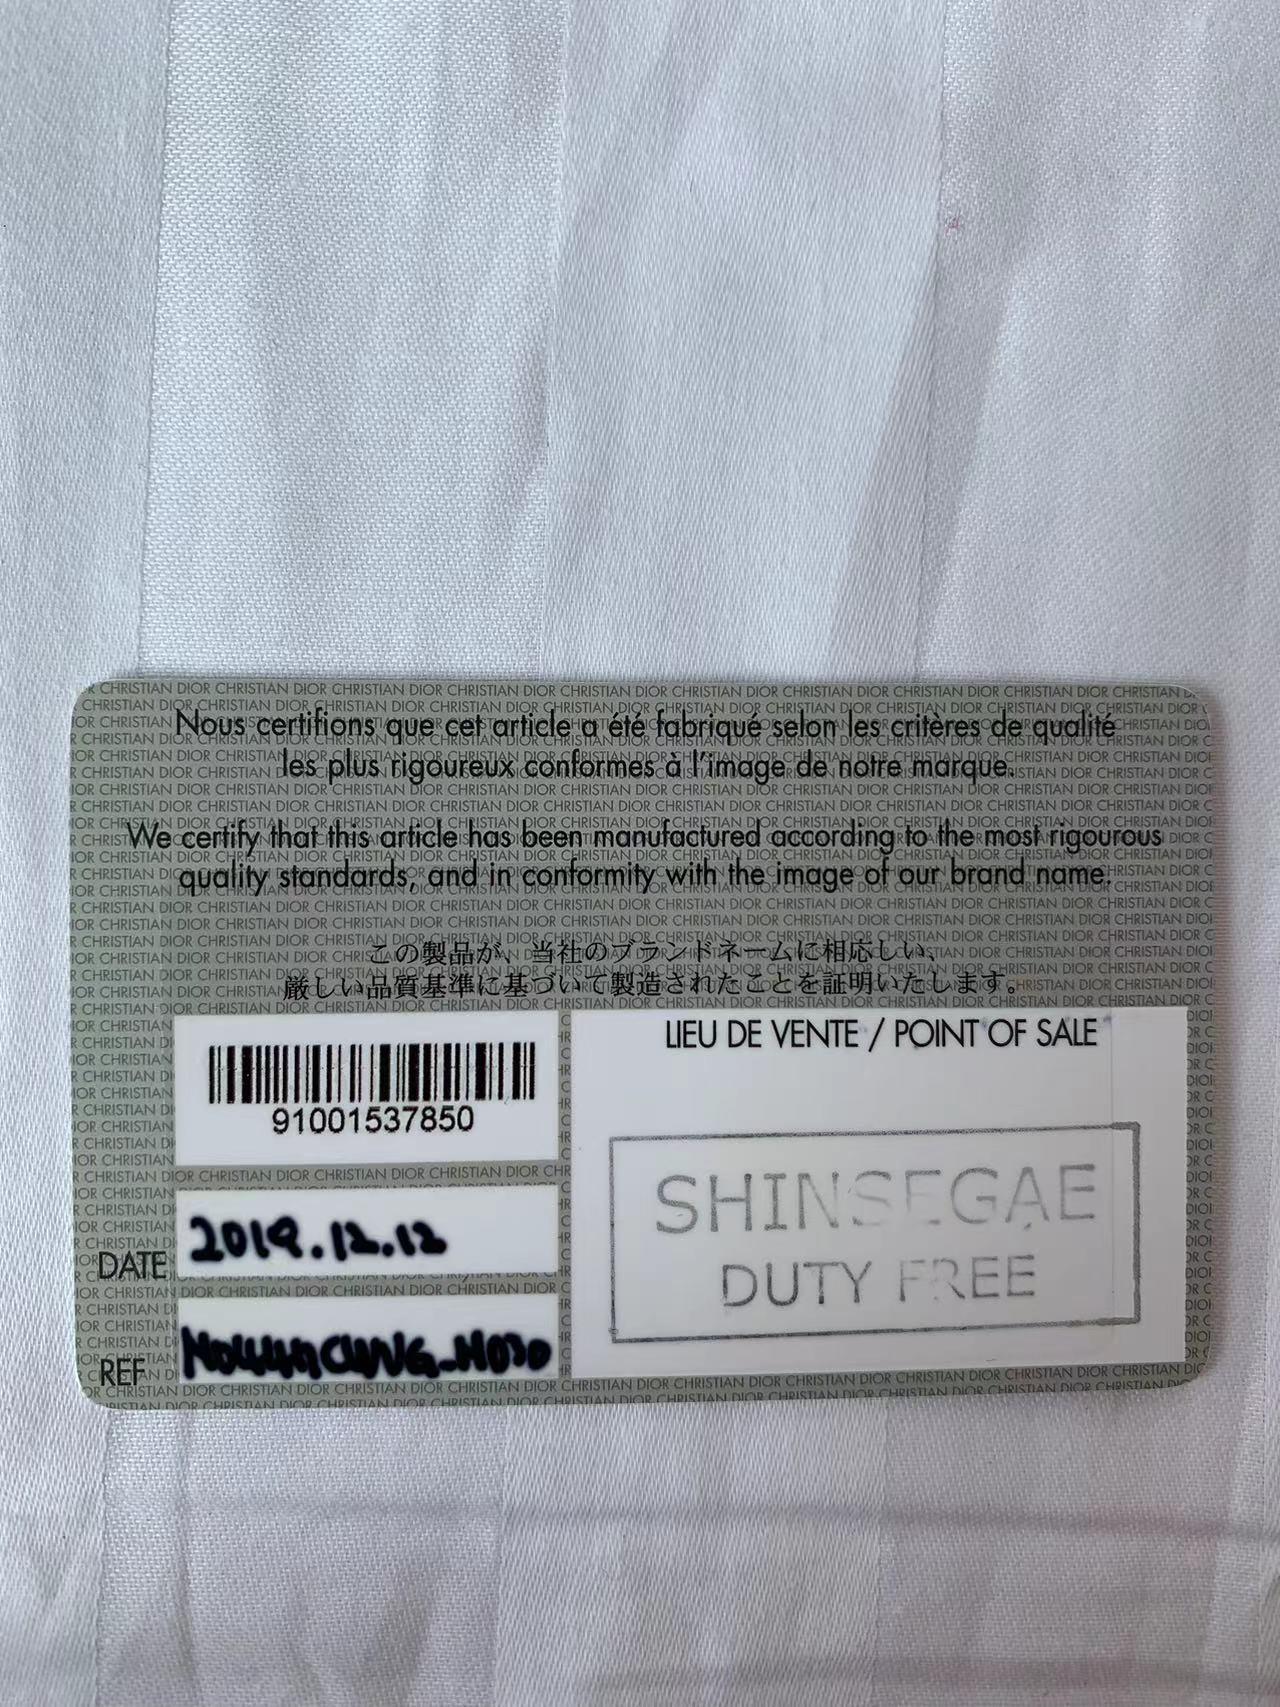 Nous certifions que cet article a été fabriqué selon les critères de qualité
les plus rigoureux conformes à l'image de notre marque.
We certify that this article has been manufactured according to the most rigourous
quality standards, and in conformity with the image of our brand name.
この製品が、当社のブランドネームに相応しい、
厳しい品質基準に基づいて製造されたことを証明いたします。
91001537850
DATE 2019.12.12
REF
LIEU DE VENTE / POINT OF SALE
SHINSEGAE
DUTY FREE